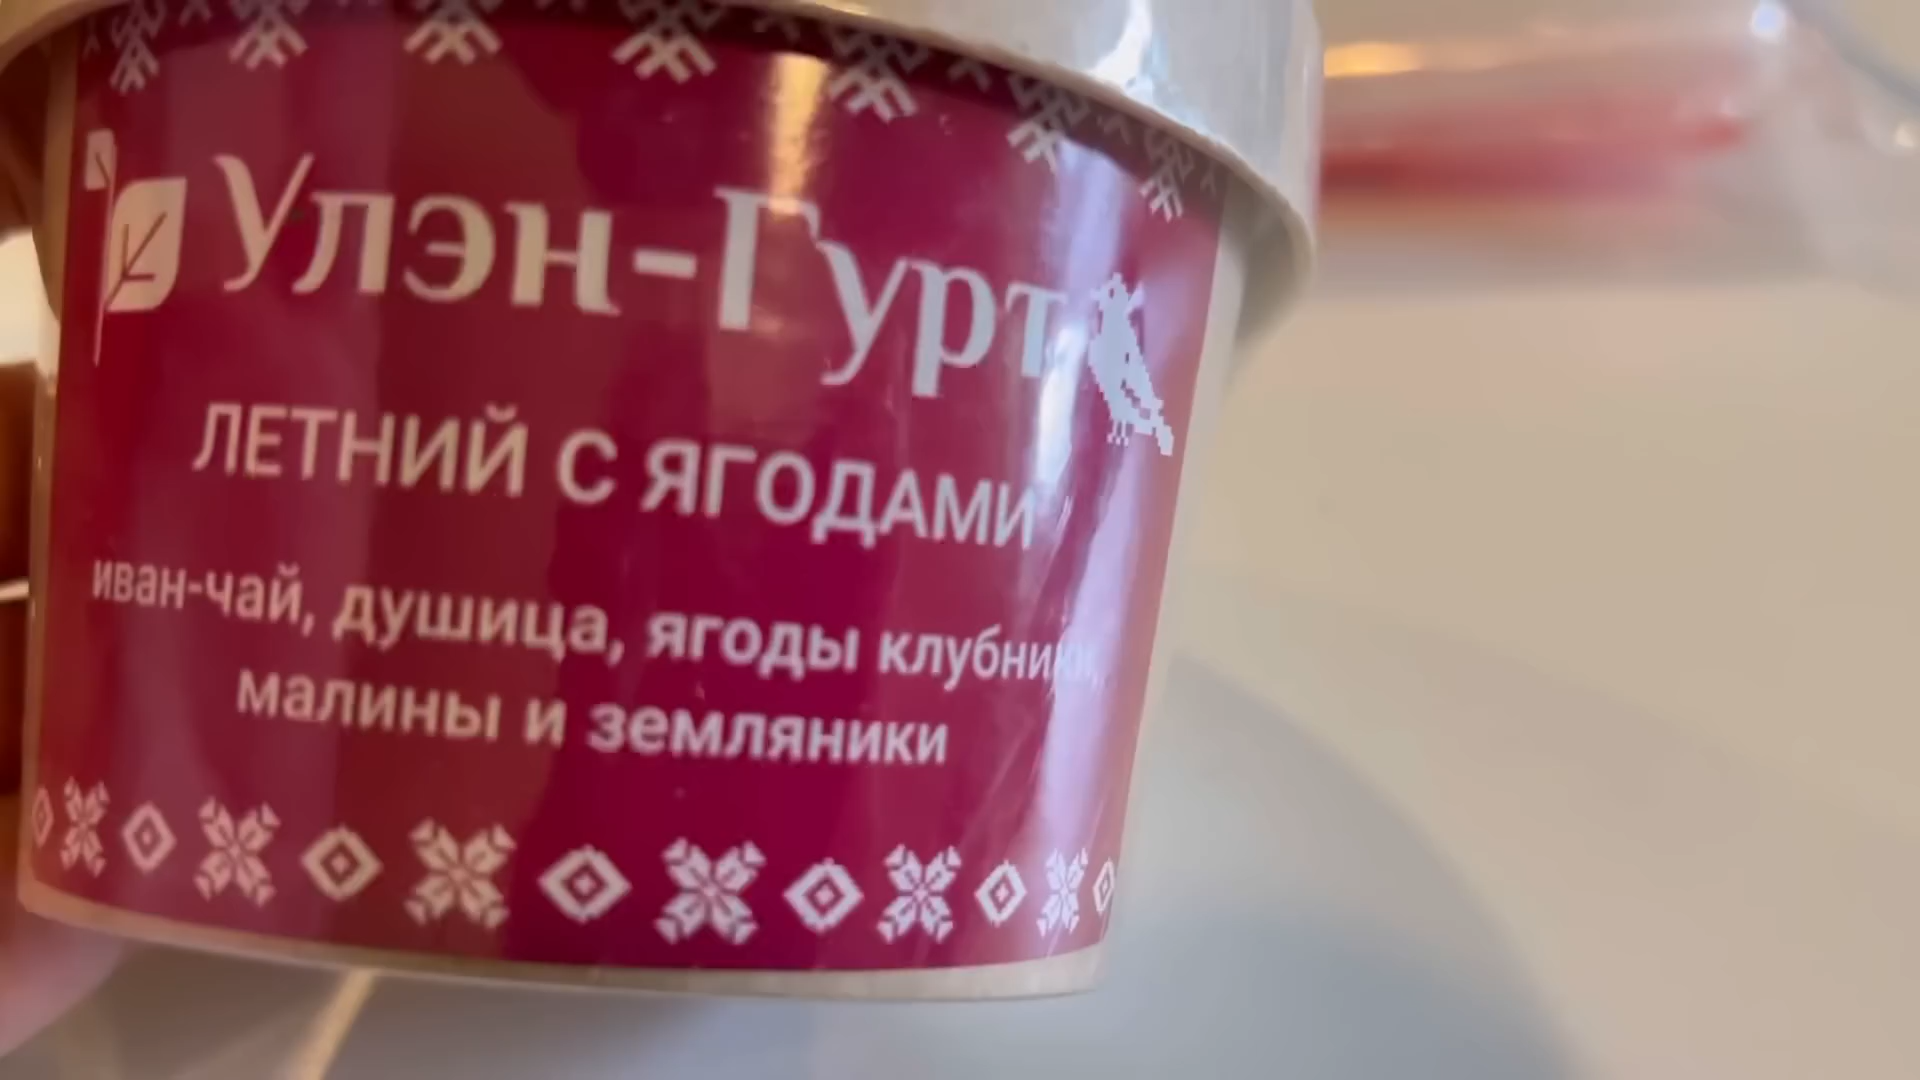 Улэн-Гурт
ЛЕТНИЙ С ЯГОДАМИ
иван-чай, душица, ягоды клубники,
малины и земляники